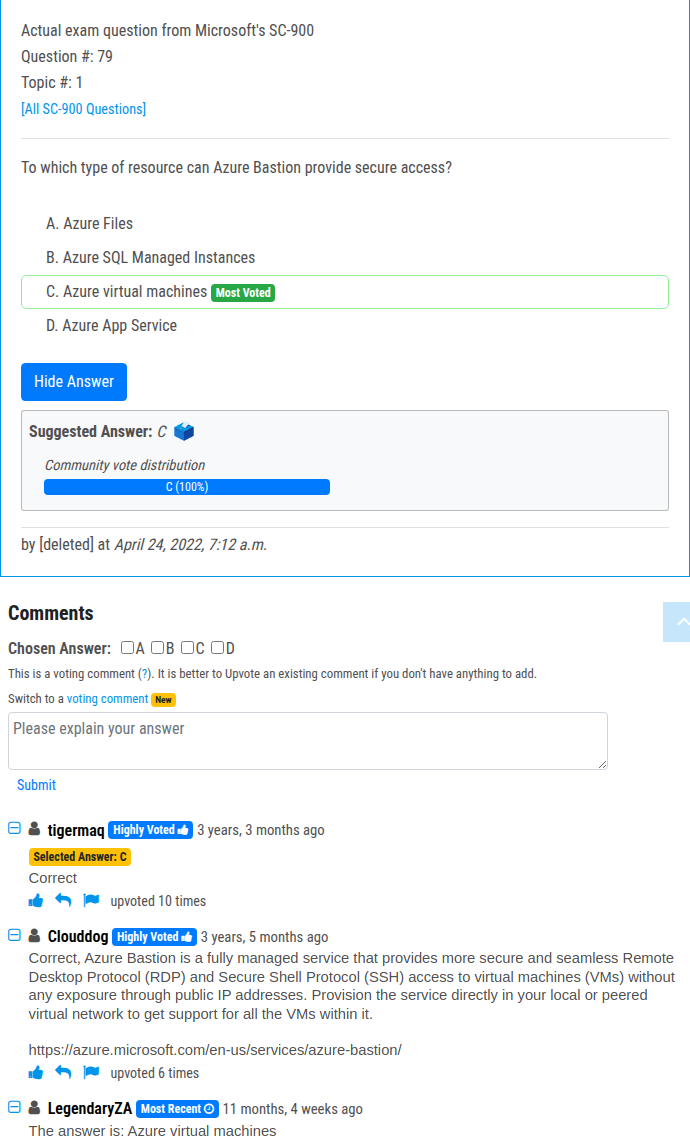 Actual exam question from Microsoft's SC-900
Question #: 79
Topic #: 1
[All SC-900 Questions]
To which type of resource can Azure Bastion provide secure access?
A. Azure Files
B. Azure SQL Managed Instances
C. Azure virtual machines Most Voted
D. Azure App Service
Hide Answer
Suggested Answer: C
Community vote distribution
C (100%)
by [deleted] at April 24, 2022, 7:12 a.m.
Comments
Chosen Answer: A B C D
This is a voting comment (?). It is better to Upvote an existing comment if you don't have anything to add.
Switch to a voting comment New
Please explain your answer
Submit
tigermaq Highly Voted 3 years, 3 months ago
Selected Answer: C
Correct
upvoted 10 times
Clouddog Highly Voted 3 years, 5 months ago
Correct, Azure Bastion is a fully managed service that provides more secure and seamless Remote
Desktop Protocol (RDP) and Secure Shell Protocol (SSH) access to virtual machines (VMs) without
any exposure through public IP addresses. Provision the service directly in your local or peered
virtual network to get support for all the VMs within it.
https://azure.microsoft.com/en-us/services/azure-bastion/
upvoted 6 times
LegendaryZA Most Recent 11 months, 4 weeks ago
The answer is: Azure virtual machines